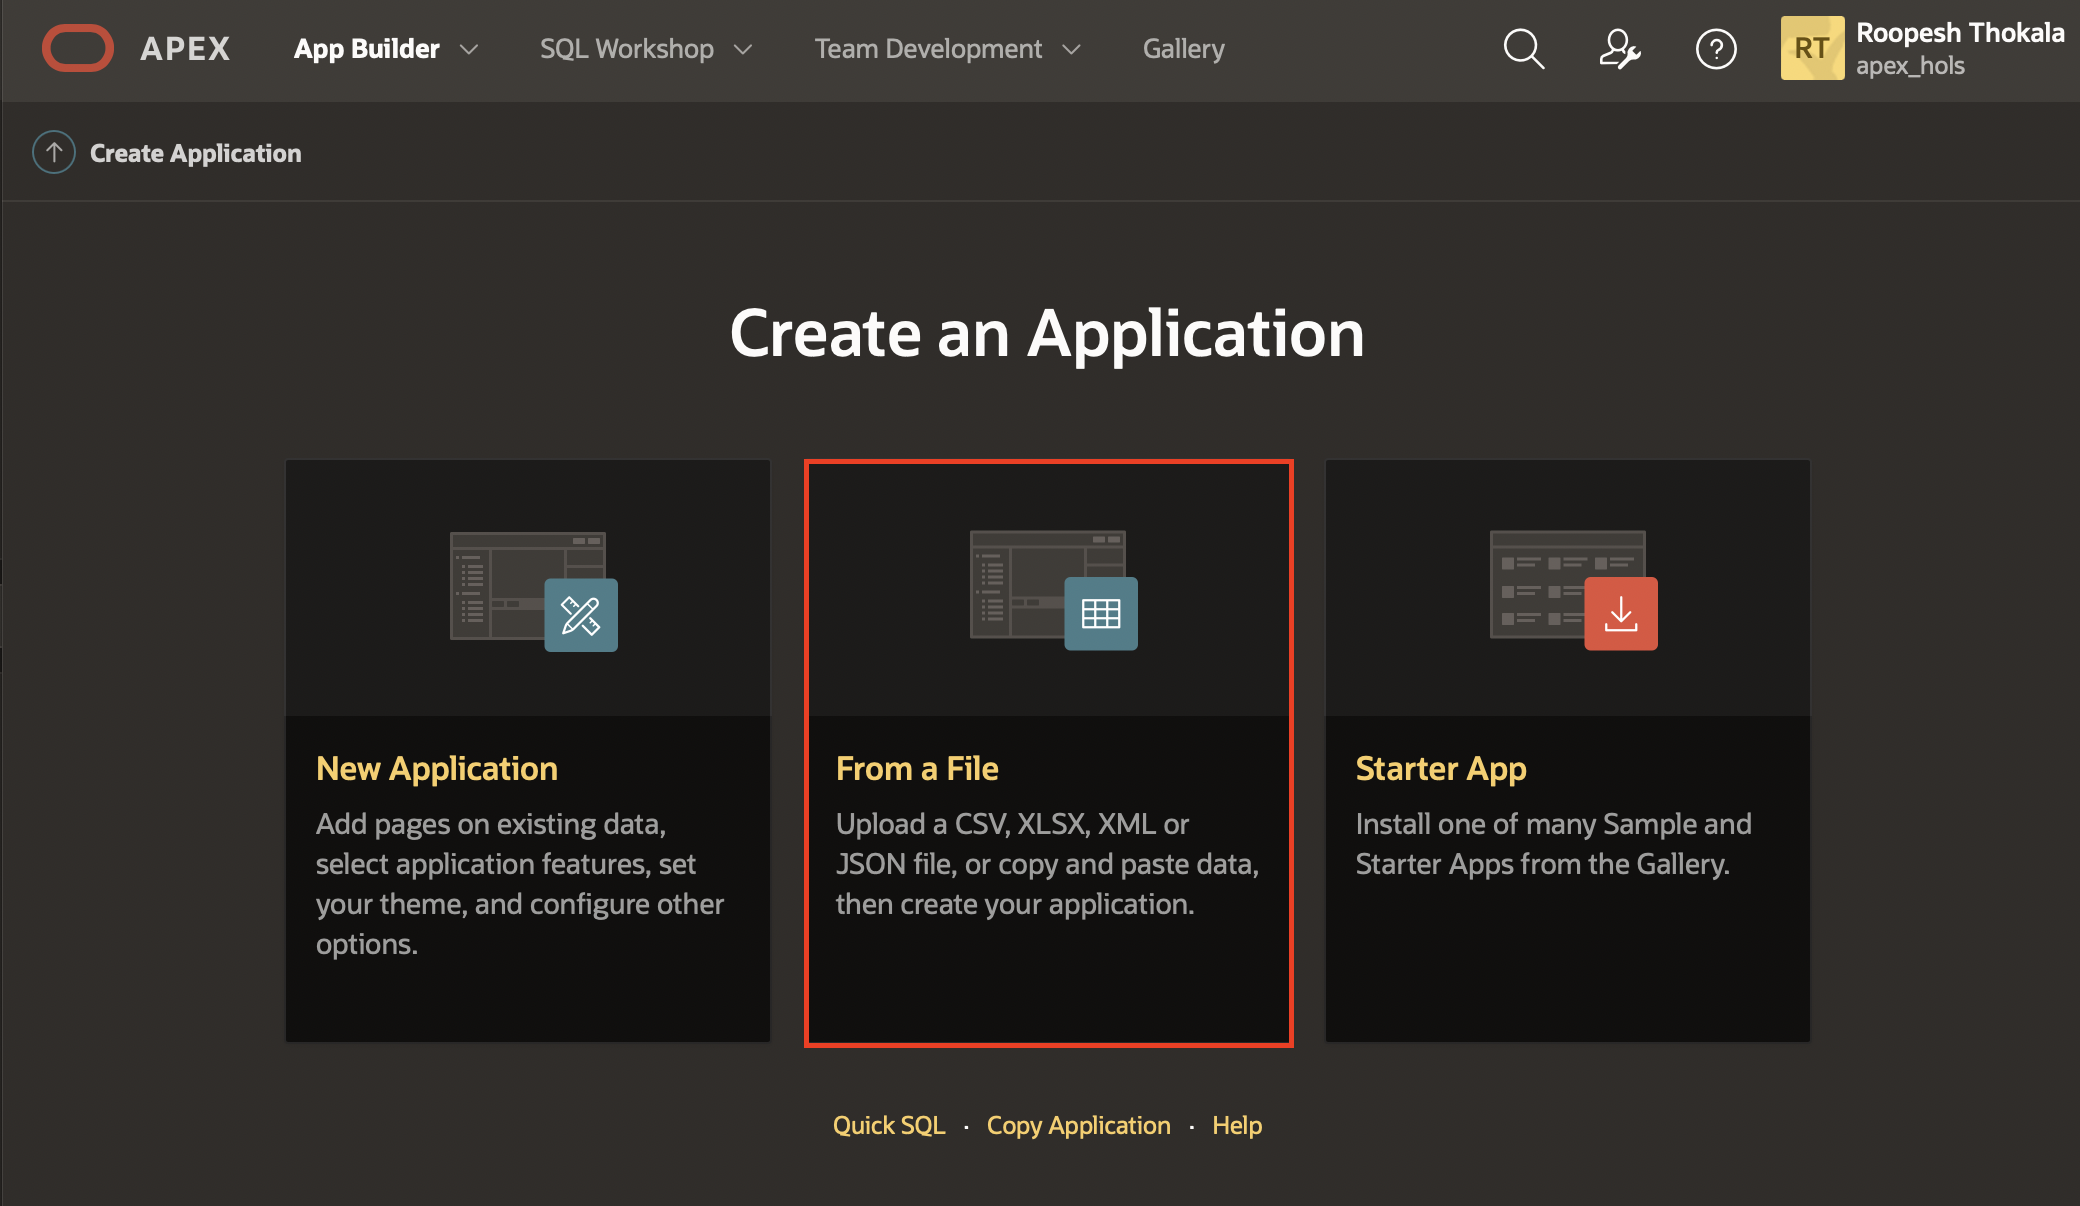 APEX
App Builder
SQL Workshop
Team Development
Gallery
?
RT
Roopesh Thokala
apex_hols
Create Application
Create an Application
New Application
Add pages on existing data,
select application features, set
your theme, and configure other
options.
From a File
Upload a CSV, XLSX, XML or
JSON file, or copy and paste data,
then create your application.
Starter App
Install one of many Sample and
Starter Apps from the Gallery.
Quick SQL · Copy Application · Help